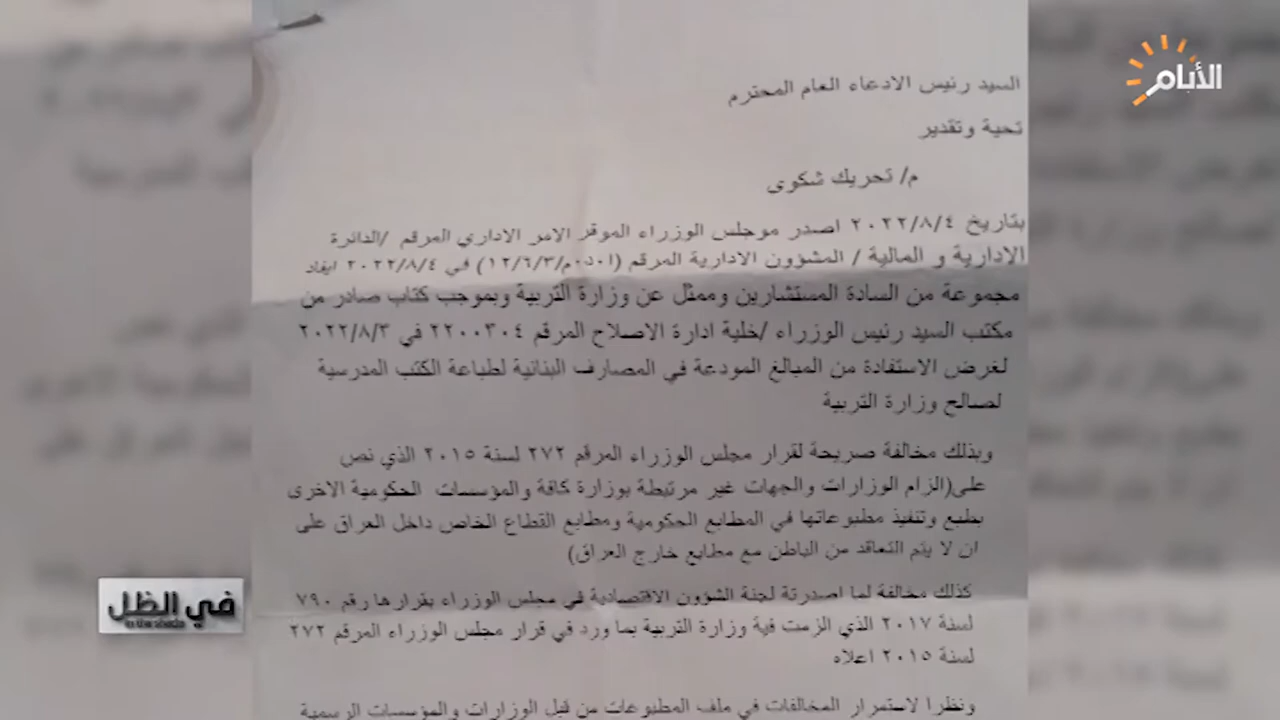 الأيام
السيد رئيس الادعاء العام المحترم
تحية وتقدير
م/ تحريك شكوى
بتاريخ ٢٠٢٢/٨/٤ اصدر موجلس الوزراء الموقر الامر الاداري المرقم /الدائرة
الادارية و المالية / المشؤون الادارية المرقم (١٢/٦/٣/ا٠د٠م) في ٢٠٢٢/٨/٤ ايفاد
مجموعة من السادة المستشارين وممثل عن وزارة التربية وبموجب كتاب صادر من
مكتب السيد رئيس الوزراء /خلية ادارة الاصلاح المرقم ٢٢٠٠٣٠٤ في ٢٠٢٢/٨/٣
لغرض الاستفادة من المبالغ المودعة في المصارف البنانية لطباعة الكتب المدرسية
لصالح وزارة التربية
وبذلك مخالفة صريحة لقرار مجلس الوزراء المرقم ٢٧٢ لسنة ٢٠١٥ الذي نص
على(الزام الوزارات والجهات غير مرتبطة بوزارة كافة والمؤسسات الحكومية الاخرى
بطبع وتنفيذ مطبوعاتها في المطابع الحكومية ومطابع القطاع الخاص داخل العراق على
ان لا يتم التعاقد من الباطن مع مطابع خارج العراق)
كذلك مخالفة لما اصدرتة لجنة الشؤون الاقتصادية في مجلس الوزراء بقرارها رقم ٧٩٠
لسنة ٢٠١٧ الذي الزمت فية وزارة التربية بما ورد في قرار مجلس الوزراء المرقم ٢٧٢
لسنة ٢٠١٥ اعلاه
ونظرا لاستمرار المخالفات في ملف المطبوعات من قبل الوزارات والمؤسسات الرسمية
في الظل
in the shade